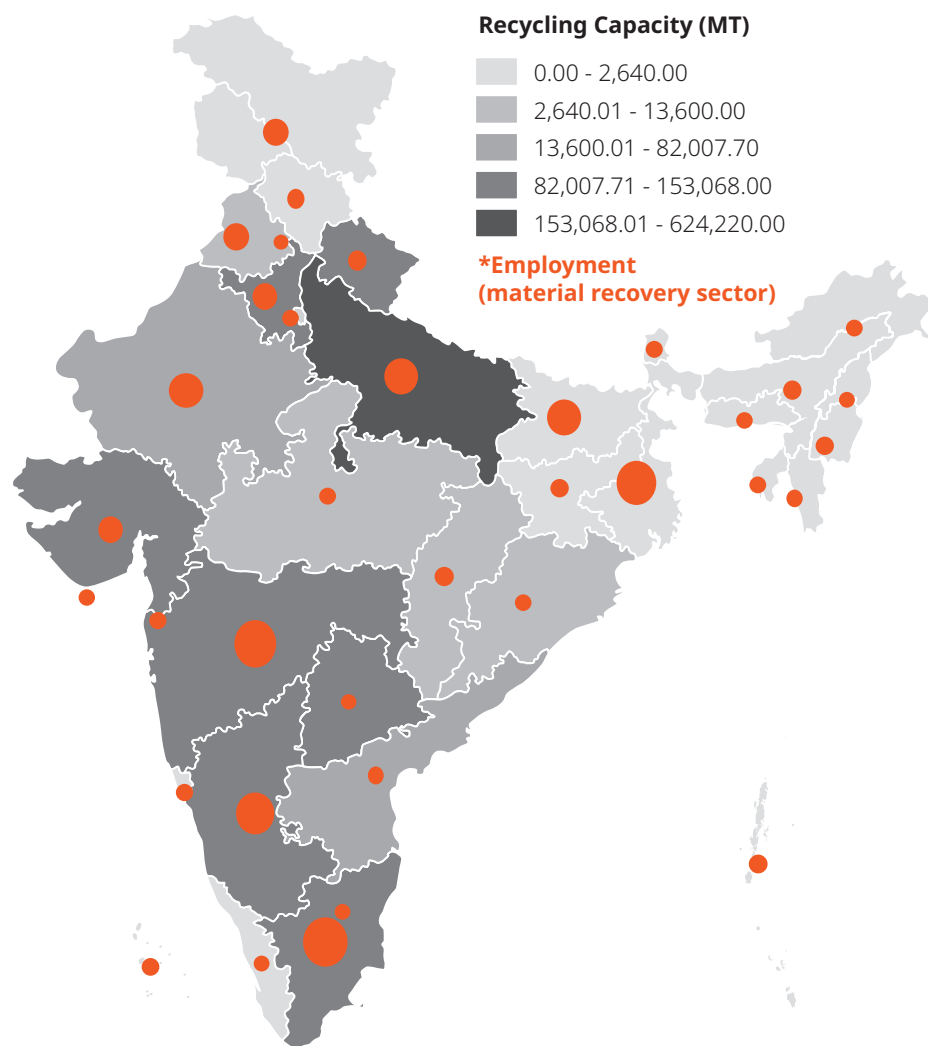 Recycling Capacity (MT)
0.00 - 2,640.00
2,640.01 - 13,600.00
13,600.01 - 82,007.70
82,007.71 - 153,068.00
153,068.01 - 624,220.00
*Employment
(material recovery sector)